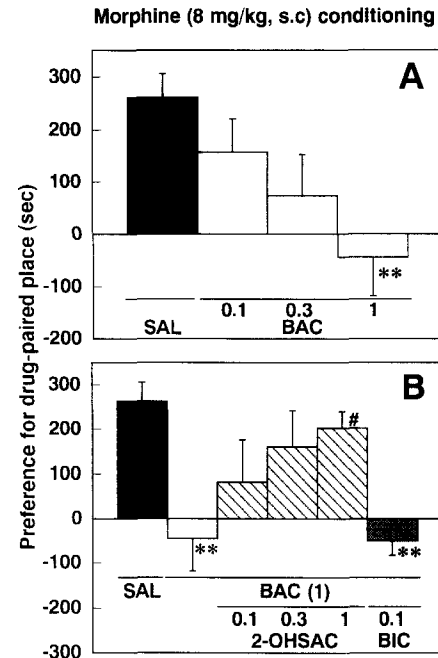 Morphine (8 mg/kg, s.c) conditioning
Preference for drug-paired place (sec)
A
300
200
100
0
-100
-200
**
0.1 0.3 1
SAL BAC
B
300
200
100
0
-100
-200
-300
#
** **
SAL BAC (1)
0.1 0.3 1 0.1
2-OHSAC BIC